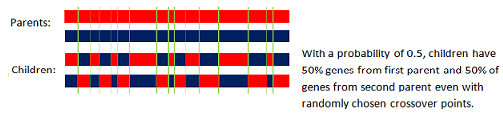 Parents:
Children:
With a probability of 0.5, children have
50% genes from first parent and 50% of
genes from second parent even with
randomly chosen crossover points.